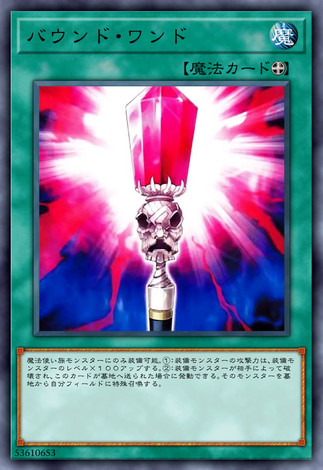 バウンド・ワンド
魔
【魔法カード】
魔法使い族モンスターにのみ装備可能。①:装備モンスターの攻撃力は、装備モ
ンスターのレベル×100アップする。②:装備モンスターが相手によって破
壊され、このカードが墓地へ送られた場合に発動できる。そのモンスターを墓
地から自分フィールドに特殊召喚する。
53610653